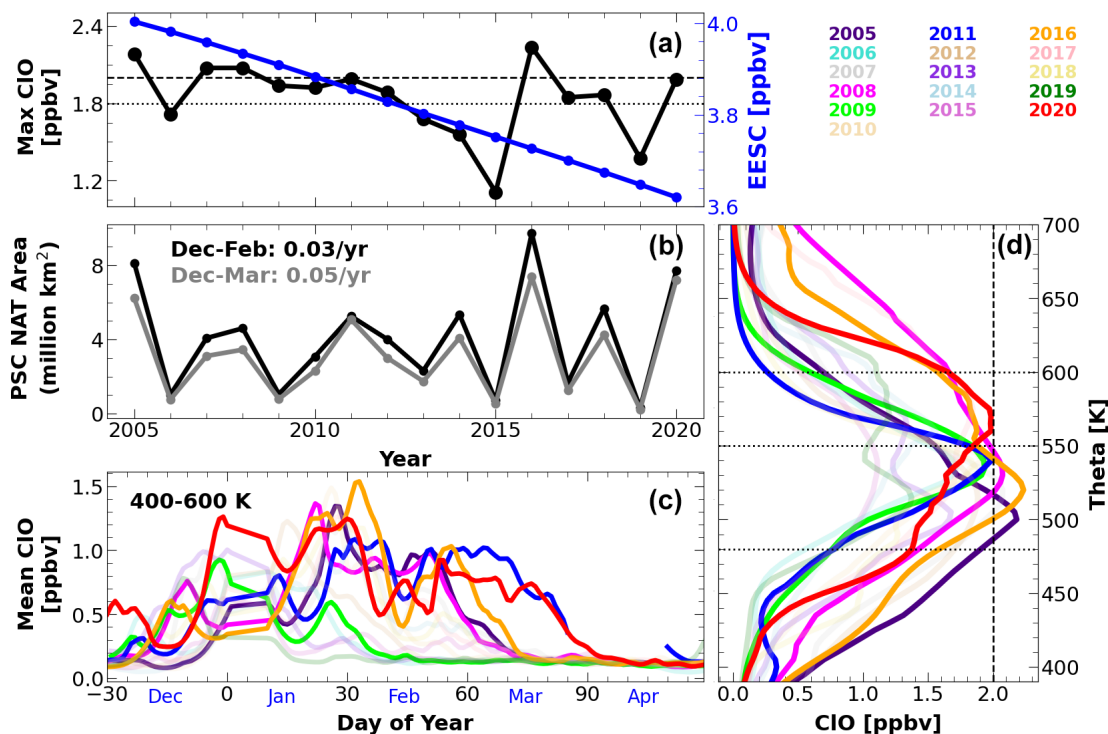 2.4
1.8
1.2
Max ClO
[ppbv]
(a)
4.0
3.8
3.6
EESC [ppbv]
2005 2011 2016
2006 2012 2017
2007 2013 2018
2008 2014 2019
2009 2015 2020
2010
8
4
0
PSC NAT Area
(million km²)
Dec-Feb: 0.03/yr
Dec-Mar: 0.05/yr
(b)
2005 2010 2015 2020
Year
1.5
1.0
0.5
0.0
Mean ClO
[ppbv]
400-600 K
(c)
−30 0 30 60 90
Dec Jan Feb Mar Apr
Day of Year
(d)
700
650
600
550
500
450
400
Theta [K]
0.0 0.5 1.0 1.5 2.0
ClO [ppbv]